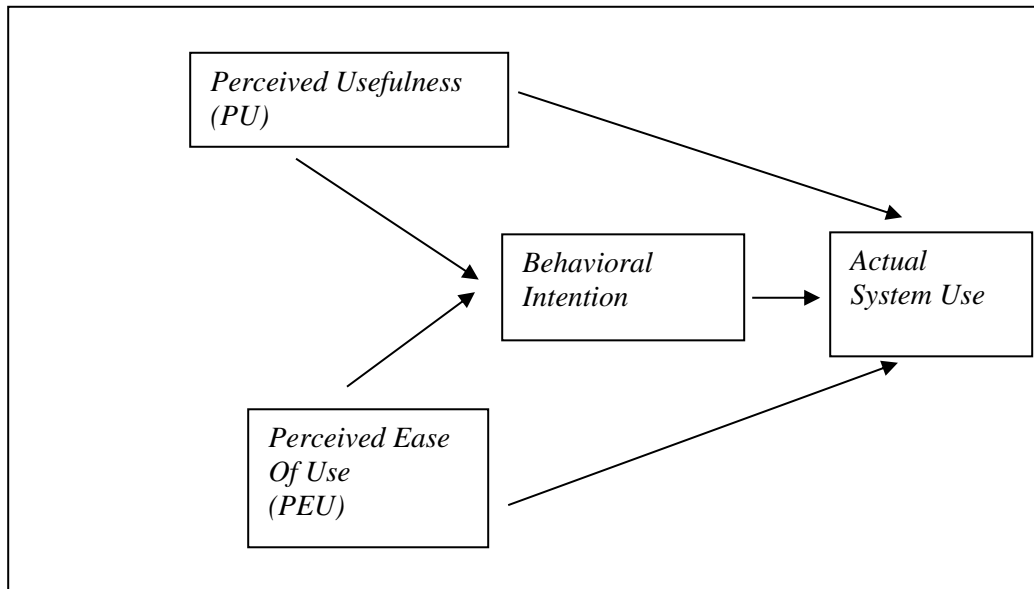 Perceived Usefulness
(PU)
Behavioral
Intention
Actual
System Use
Perceived Ease
Of Use
(PEU)